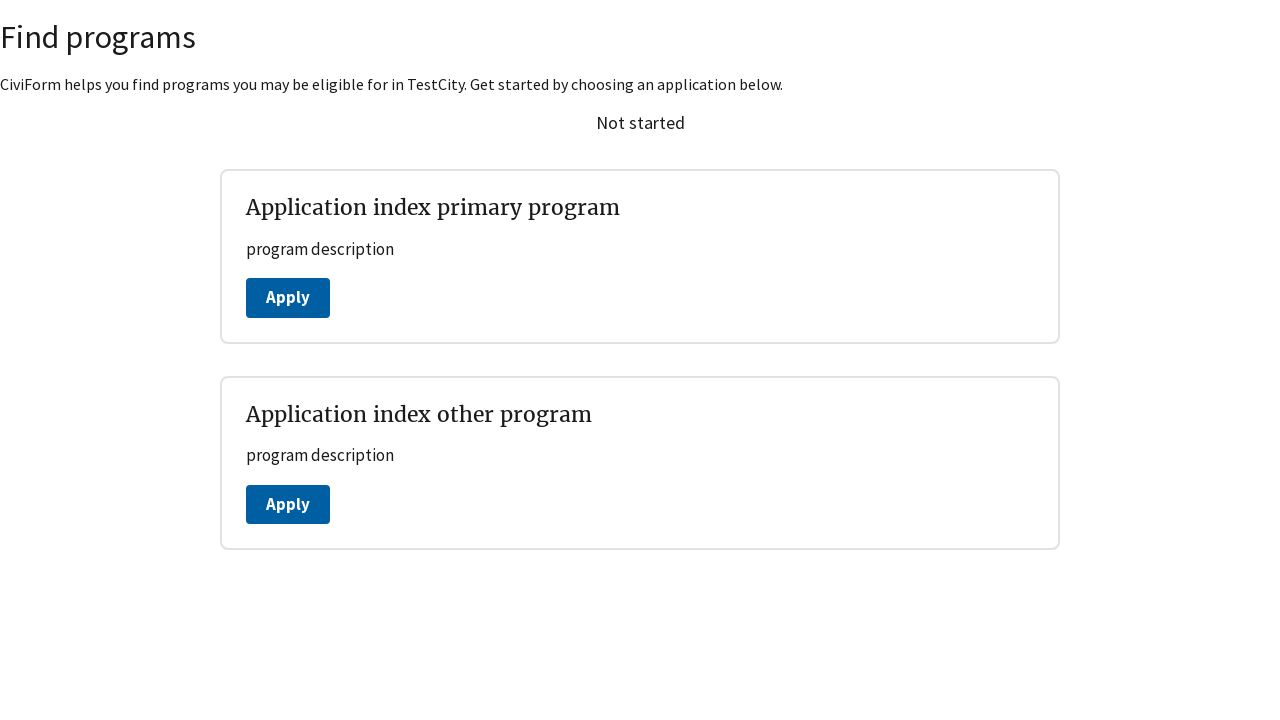 Find programs
CiviForm helps you find programs you may be eligible for in TestCity. Get started by choosing an application below.
Not started
Application index primary program
program description
Apply
Application index other program
program description
Apply